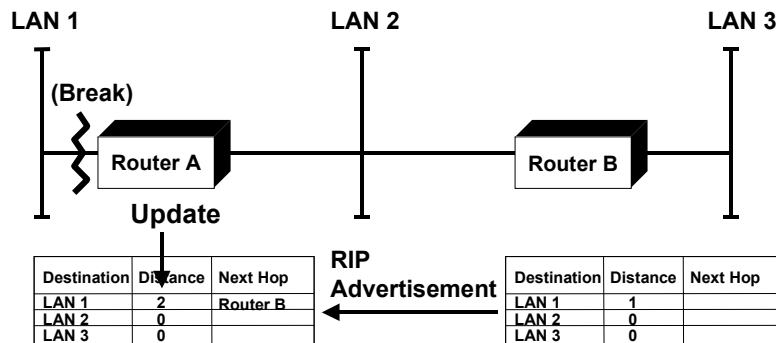 LAN 1
LAN 2
LAN 3
(Break)
Router A
Router B
Update
RIP
Advertisement
Destination Distance Next Hop
LAN 1 2 Router B
LAN 2 0
LAN 3 0
Destination Distance Next Hop
LAN 1 1
LAN 2 0
LAN 3 0